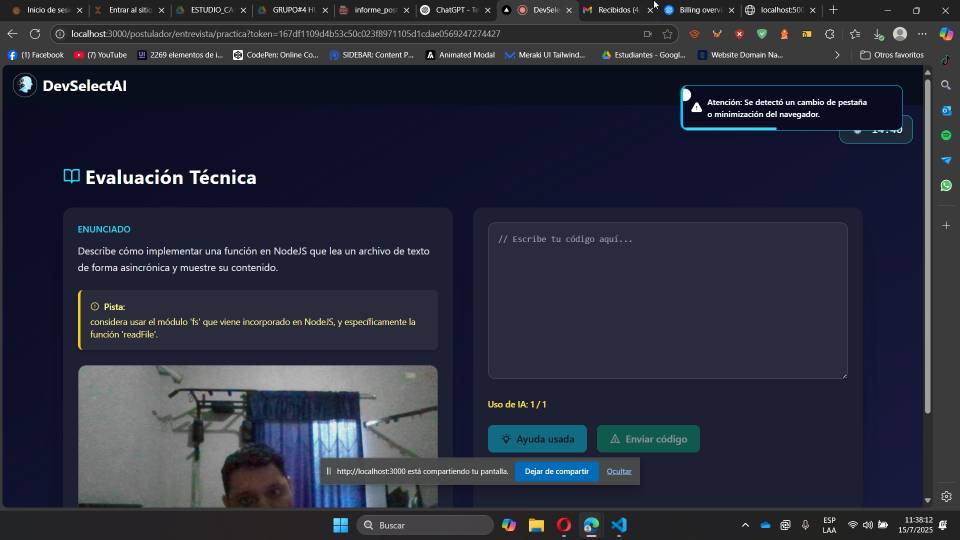 Inicio de ses
Entrar al sitio
ESTUDIO_CA
GRUPO#4 H
informe_post
ChatGPT - T
DevSelec
Recibidos (4
Billing overvi
localhost:500
localhost:3000/postulador/entrevista/practica?token=167df1109d4b53c50c023f8971105d1cdae0569247274427
(1) Facebook
(7) YouTube
2269 elementos de i...
CodePen: Online Co...
SIDEBAR: Content P...
Animated Modal
Meraki UI Tailwind...
Estudiantes - Googl...
Website Domain Na...
Otros favoritos
DevSelectAI
Atención: Se detectó un cambio de pestaña
o minimización del navegador.
Evaluación Técnica
ENUNCIADO
Describe cómo implementar una función en NodeJS que lea un archivo de texto
de forma asincrónica y muestre su contenido.
Pista:
considera usar el módulo 'fs' que viene incorporado en NodeJS, y específicamente la
función 'readFile'.
// Escribe tu código aquí...
Uso de IA: 1 / 1
Ayuda usada
Enviar código
http://localhost:3000 está compartiendo tu pantalla.
Dejar de compartir
Ocultar
Buscar
ESP
LAA
11:38:12
15/7/2025